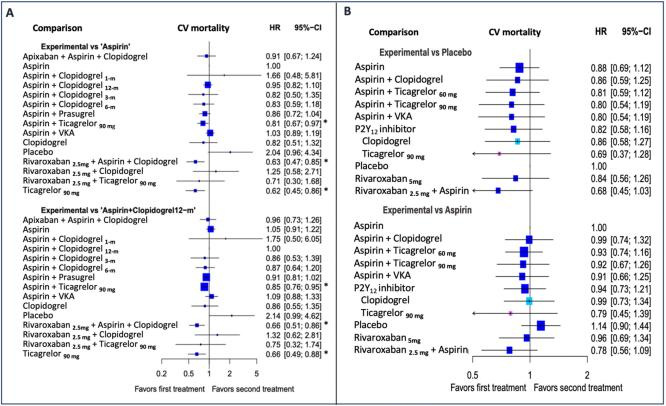 A
Comparison CV mortality HR 95%-CI
Experimental vs 'Aspirin'
Apixaban + Aspirin + Clopidogrel 0.91 [0.67; 1.24]
Aspirin 1.00
Aspirin + Clopidogrel 1-m 1.66 [0.48; 5.81]
Aspirin + Clopidogrel 12-m 0.95 [0.82; 1.10]
Aspirin + Clopidogrel 3-m 0.82 [0.50; 1.35]
Aspirin + Clopidogrel 6-m 0.83 [0.59; 1.18]
Aspirin + Prasugrel 0.86 [0.72; 1.04]
Aspirin + Ticagrelor 90 mg 0.81 [0.67; 0.97] *
Aspirin + VKA 1.03 [0.89; 1.19]
Clopidogrel 0.82 [0.51; 1.32]
Placebo 2.04 [0.96; 4.34]
Rivaroxaban 2.5mg + Aspirin + Clopidogrel 0.63 [0.47; 0.85] *
Rivaroxaban 2.5 mg + Clopidogrel 1.25 [0.58; 2.71]
Rivaroxaban 2.5 mg + Ticagrelor 90 mg 0.71 [0.30; 1.68]
Ticagrelor 90 mg 0.62 [0.45; 0.86] *
Experimental vs 'Aspirin+Clopidogrel12-m'
Apixaban + Aspirin + Clopidogrel 0.96 [0.73; 1.26]
Aspirin 1.05 [0.91; 1.22]
Aspirin + Clopidogrel 1-m 1.75 [0.50; 6.05]
Aspirin + Clopidogrel 12-m 1.00
Aspirin + Clopidogrel 3-m 0.86 [0.53; 1.39]
Aspirin + Clopidogrel 6-m 0.87 [0.64; 1.20]
Aspirin + Prasugrel 0.91 [0.81; 1.02]
Aspirin + Ticagrelor 90 mg 0.85 [0.76; 0.95] *
Aspirin + VKA 1.09 [0.88; 1.33]
Clopidogrel 0.86 [0.55; 1.35]
Placebo 2.14 [0.99; 4.62]
Rivaroxaban 2.5mg + Aspirin + Clopidogrel 0.66 [0.51; 0.86] *
Rivaroxaban 2.5 mg + Clopidogrel 1.32 [0.62; 2.81]
Rivaroxaban 2.5 mg + Ticagrelor 90 mg 0.75 [0.32; 1.74]
Ticagrelor 90 mg 0.66 [0.49; 0.88] *
0.2 0.5 1 2 5
Favors first treatment Favors second treatment
B
Comparison CV mortality HR 95%-CI
Experimental vs Placebo
Aspirin 0.88 [0.69; 1.12]
Aspirin + Clopidogrel 0.86 [0.59; 1.25]
Aspirin + Ticagrelor 60 mg 0.81 [0.59; 1.12]
Aspirin + Ticagrelor 90 mg 0.80 [0.54; 1.19]
Aspirin + VKA 0.80 [0.54; 1.19]
P2Y12 inhibitor 0.82 [0.58; 1.16]
Clopidogrel 0.86 [0.58; 1.27]
Ticagrelor 90 mg 0.69 [0.37; 1.28]
Placebo 1.00
Rivaroxaban 5mg 0.84 [0.56; 1.26]
Rivaroxaban 2.5 mg + Aspirin 0.68 [0.45; 1.03]
Experimental vs Aspirin
Aspirin 1.00
Aspirin + Clopidogrel 0.99 [0.74; 1.32]
Aspirin + Ticagrelor 60 mg 0.93 [0.74; 1.16]
Aspirin + Ticagrelor 90 mg 0.92 [0.67; 1.26]
Aspirin + VKA 0.91 [0.66; 1.25]
P2Y12 inhibitor 0.94 [0.73; 1.21]
Clopidogrel 0.99 [0.73; 1.34]
Ticagrelor 90 mg 0.79 [0.45; 1.39]
Placebo 1.14 [0.90; 1.44]
Rivaroxaban 5mg 0.96 [0.69; 1.34]
Rivaroxaban 2.5 mg + Aspirin 0.78 [0.56; 1.09]
0.5 1 2
Favors first treatment Favors second treatment